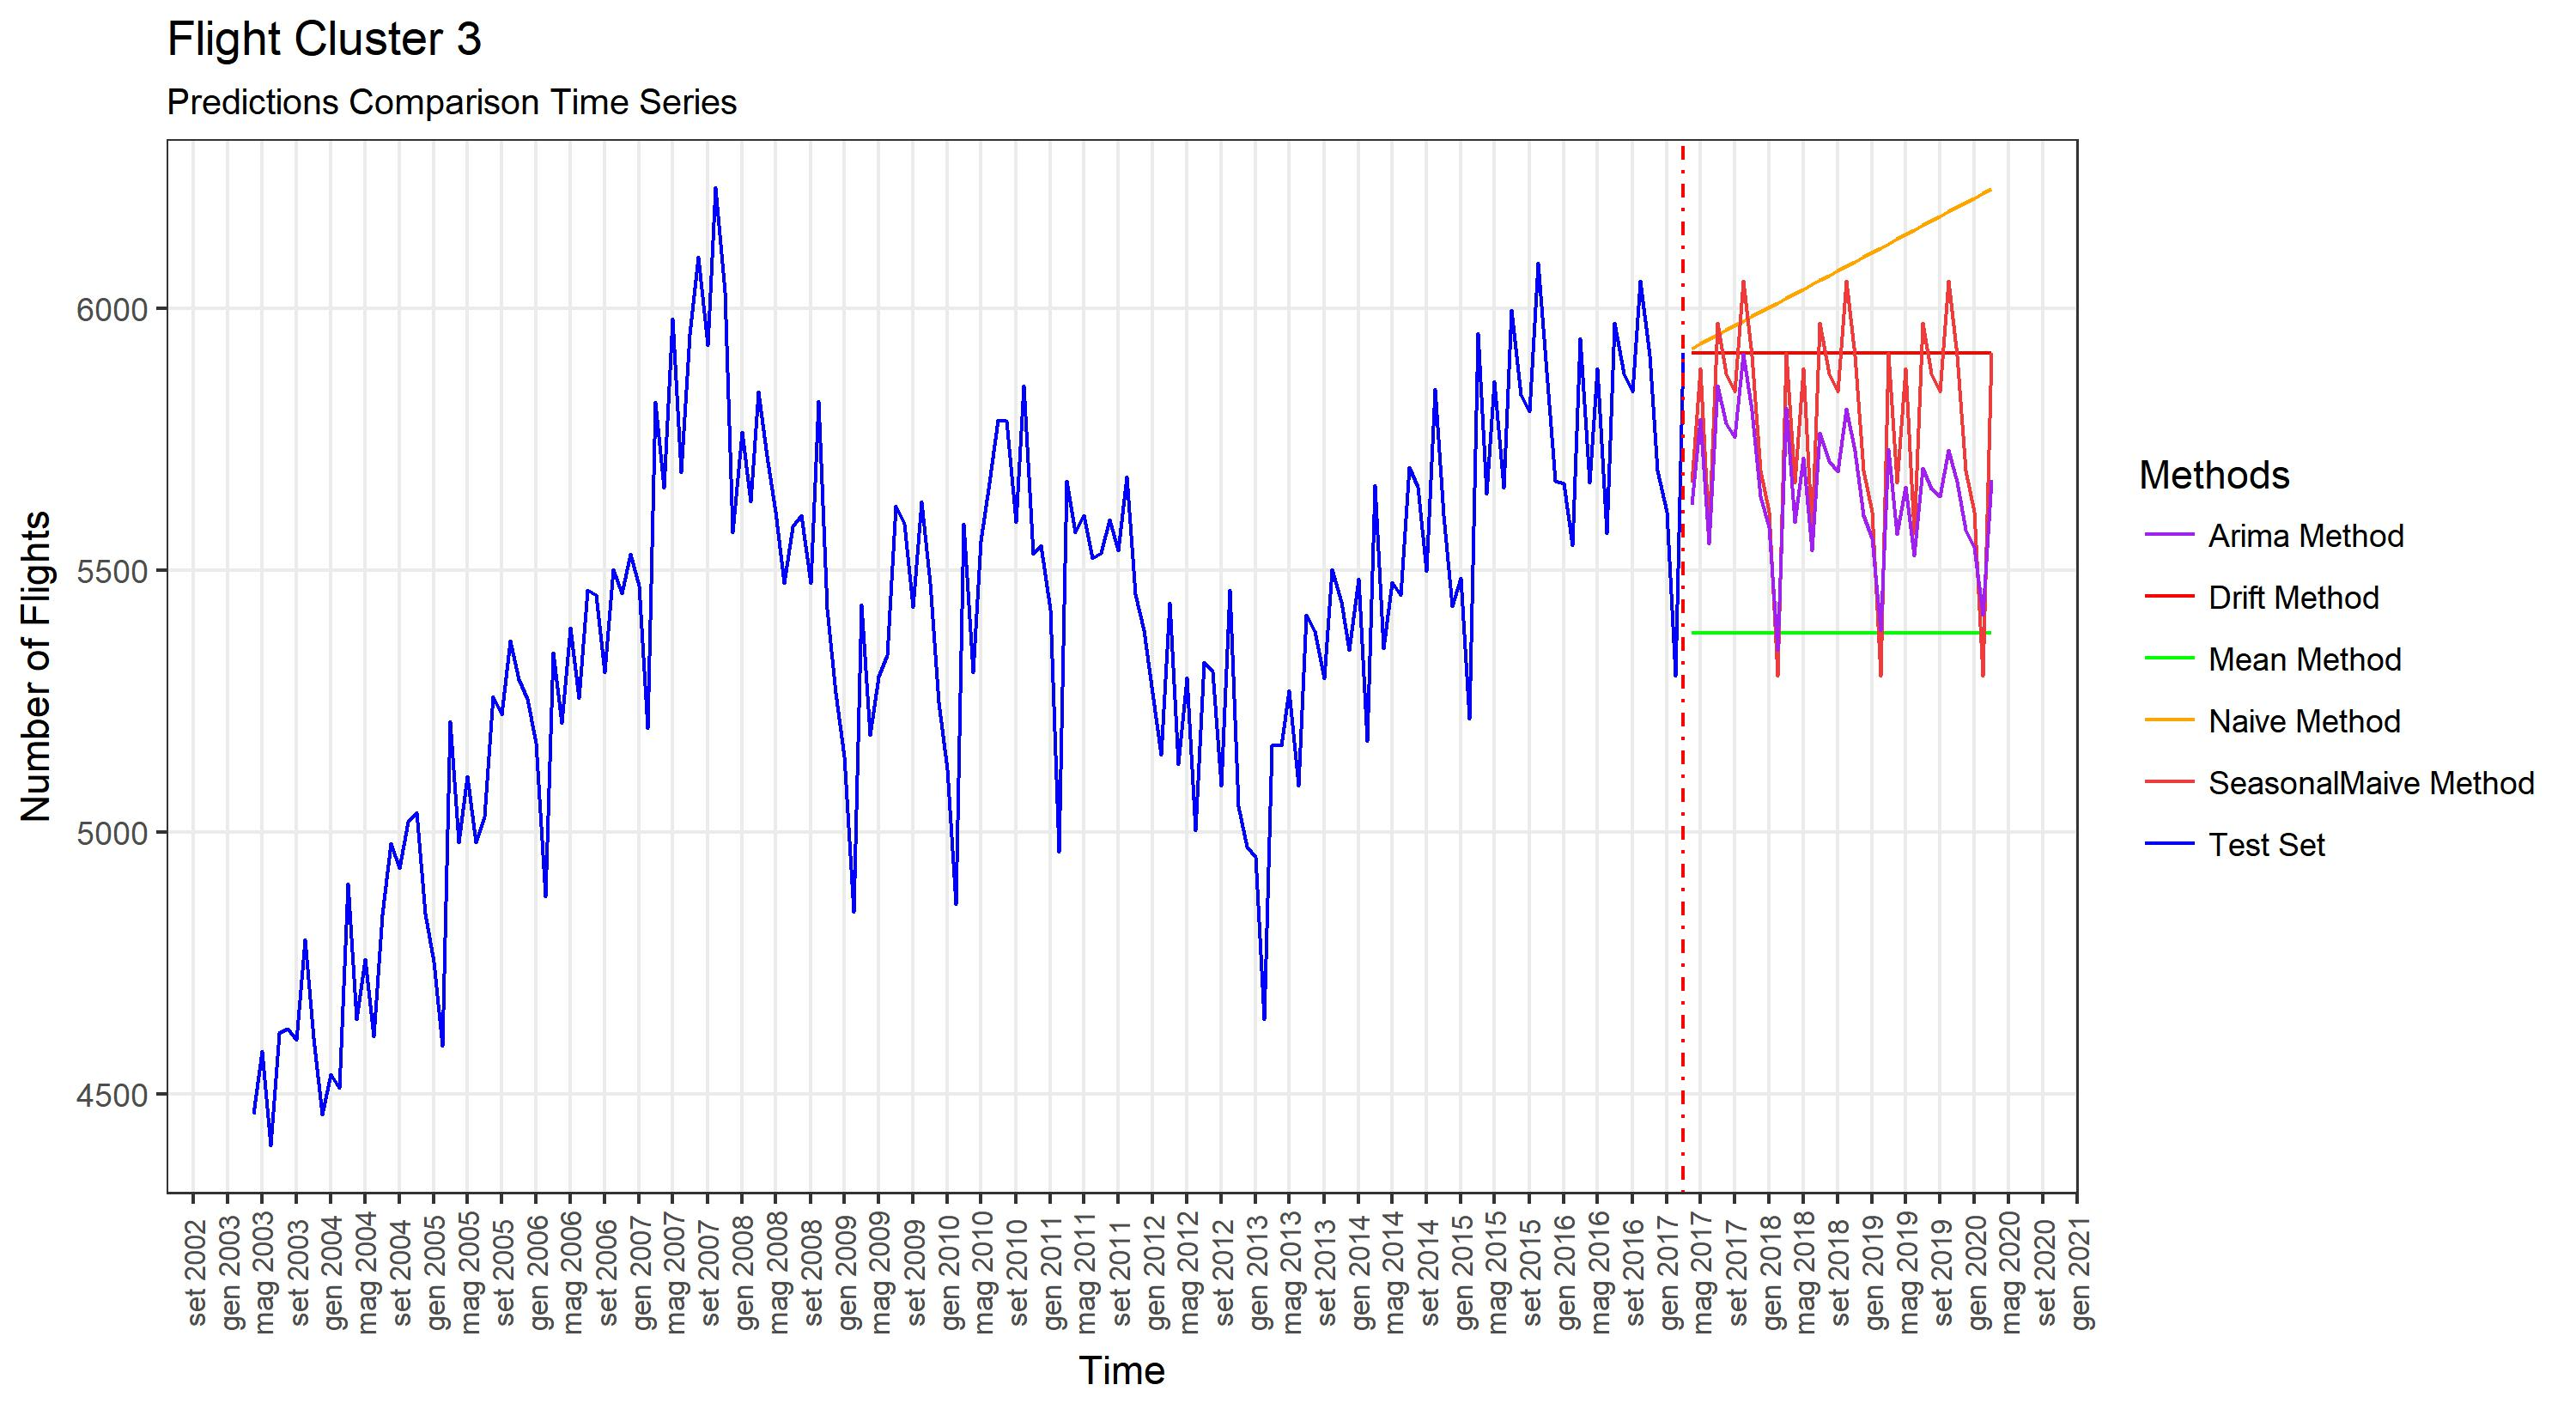 Flight Cluster 3
Predictions Comparison Time Series
Number of Flights
6000
5500
5000
4500
set 2002
gen 2003
mag 2003
set 2003
gen 2004
mag 2004
set 2004
gen 2005
mag 2005
set 2005
gen 2006
mag 2006
set 2006
gen 2007
mag 2007
set 2007
gen 2008
mag 2008
set 2008
gen 2009
mag 2009
set 2009
gen 2010
mag 2010
set 2010
gen 2011
mag 2011
set 2011
gen 2012
mag 2012
set 2012
gen 2013
mag 2013
set 2013
gen 2014
mag 2014
set 2014
gen 2015
mag 2015
set 2015
gen 2016
mag 2016
set 2016
gen 2017
mag 2017
set 2017
gen 2018
mag 2018
set 2018
gen 2019
mag 2019
set 2019
gen 2020
mag 2020
set 2020
gen 2021
Time
Methods
Arima Method
Drift Method
Mean Method
Naive Method
SeasonalMaive Method
Test Set